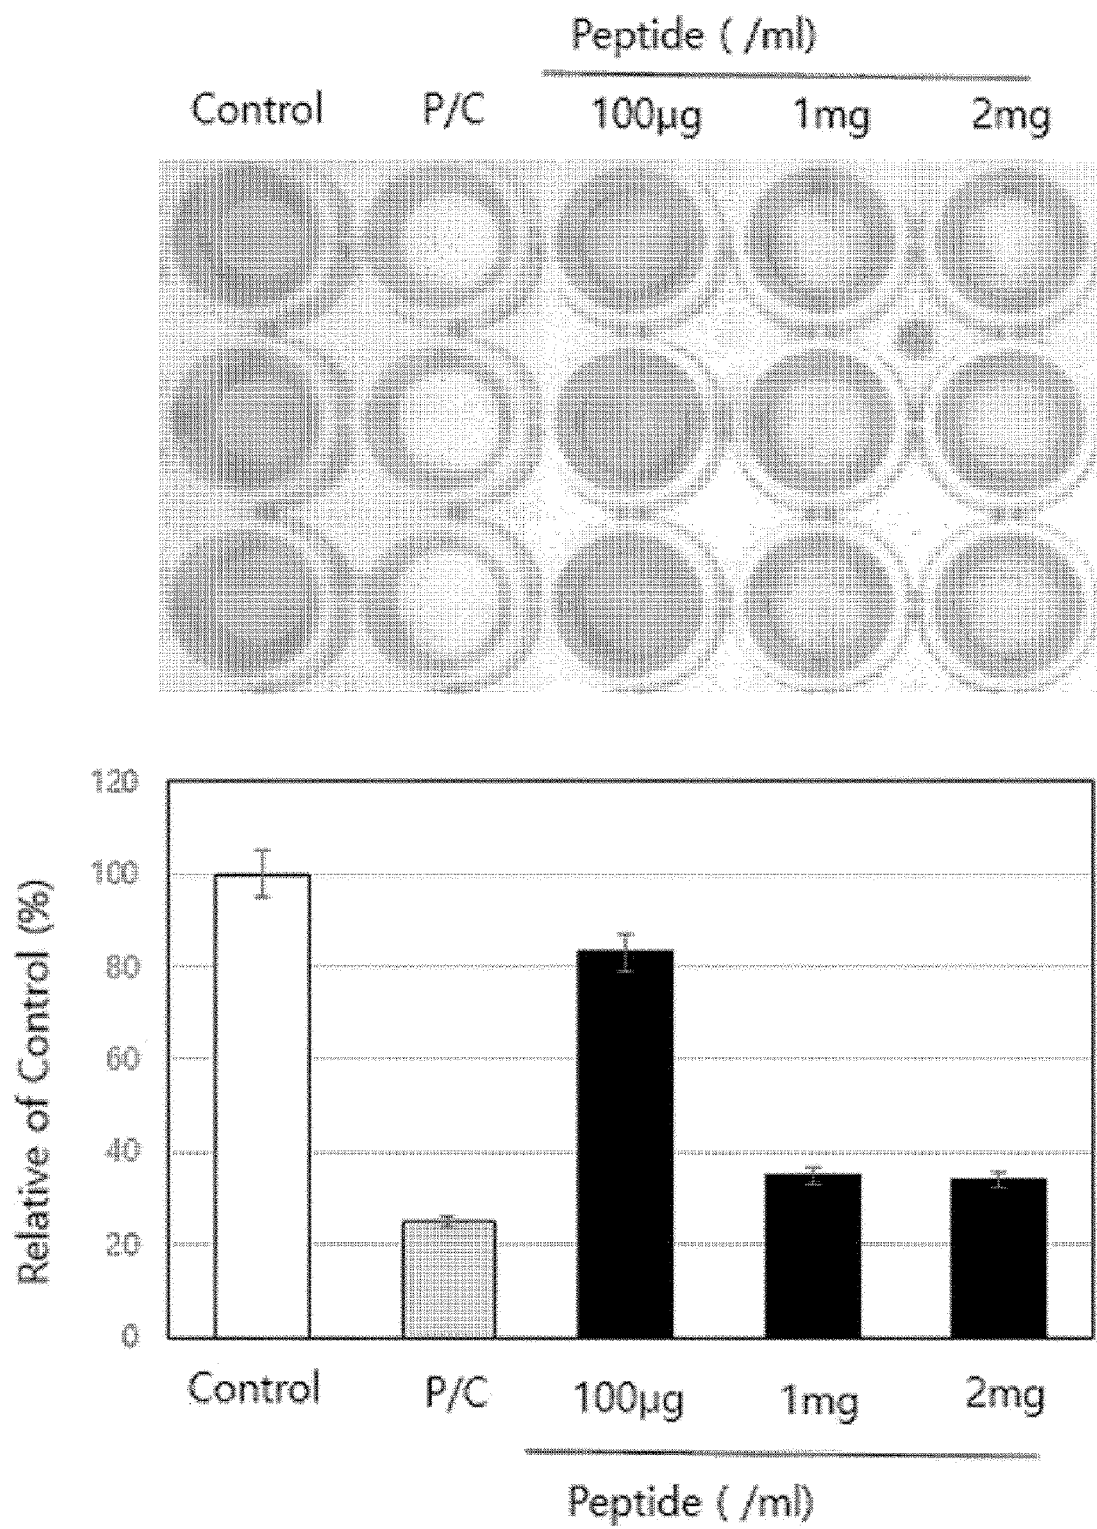 Peptide ( /ml)
Control P/C 100µg 1mg 2mg
120
100
80
60
40
20
0
Relative of Control (%)
Control P/C 100µg 1mg 2mg
Peptide ( /ml)